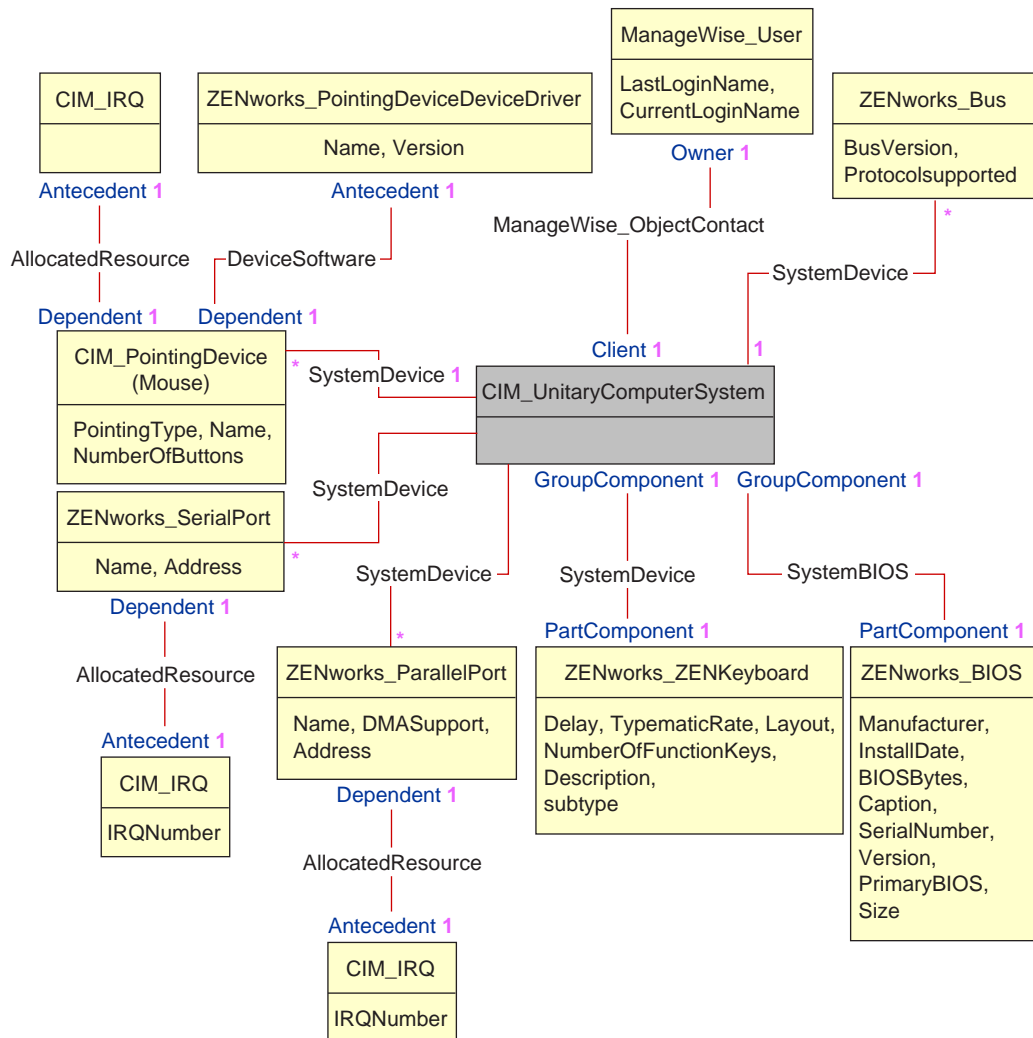 ManageWise_User
LastLoginName,
CurrentLoginName
Owner 1
CIM_IRQ
Antecedent 1
ZENworks_PointingDeviceDeviceDriver
Name, Version
Antecedent 1
ZENworks_Bus
BusVersion,
Protocolsupported
*
ManageWise_ObjectContact
AllocatedResource
DeviceSoftware
SystemDevice
Dependent 1
Dependent 1
Client 1
1
CIM_PointingDevice
(Mouse)
PointingType, Name,
NumberOfButtons
*
SystemDevice 1
CIM_UnitaryComputerSystem
GroupComponent 1
GroupComponent 1
SystemDevice
ZENworks_SerialPort
Name, Address
*
Dependent 1
SystemDevice
SystemDevice
SystemBIOS
*
PartComponent 1
PartComponent 1
AllocatedResource
Antecedent 1
CIM_IRQ
IRQNumber
ZENworks_ParallelPort
Name, DMASupport,
Address
Dependent 1
ZENworks_ZENKeyboard
Delay, TypematicRate, Layout,
NumberOfFunctionKeys,
Description,
subtype
ZENworks_BIOS
Manufacturer,
InstallDate,
BIOSBytes,
Caption,
SerialNumber,
Version,
PrimaryBIOS,
Size
AllocatedResource
Antecedent 1
CIM_IRQ
IRQNumber